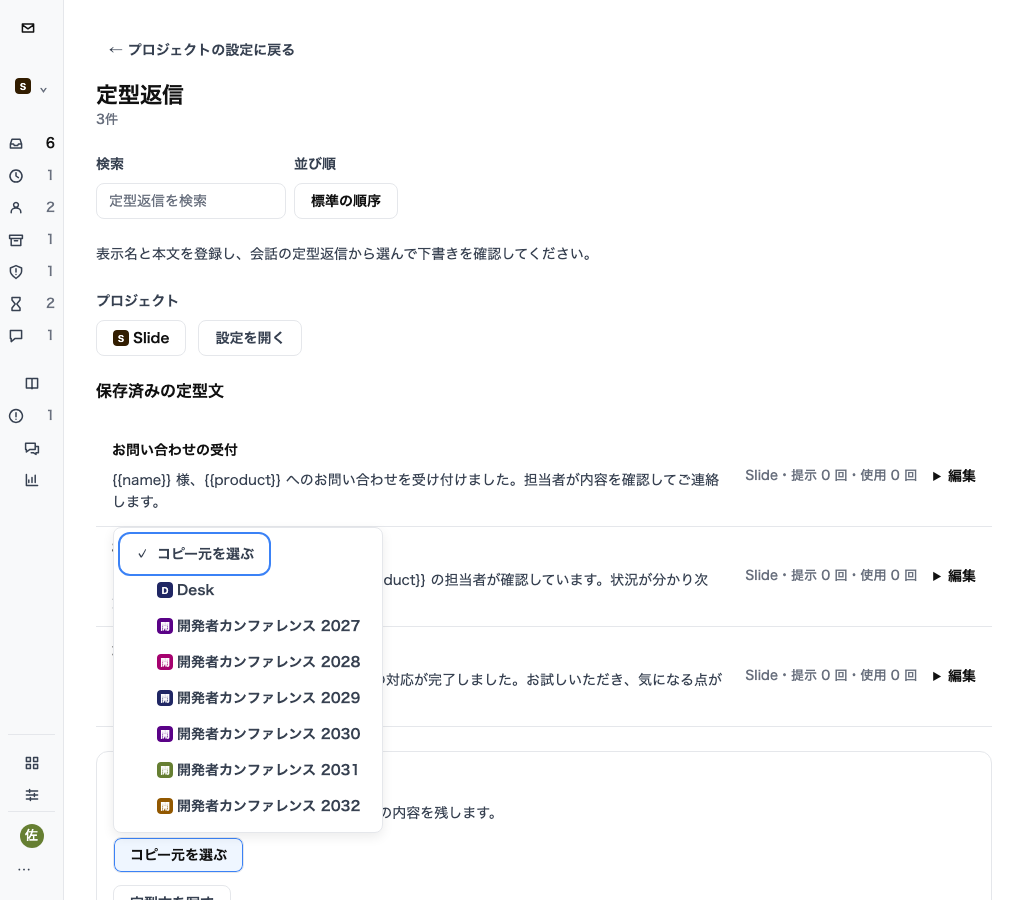 ← プロジェクトの設定に戻る
S
定型返信
3件
6
1
2
1
1
2
1
1
検索
並び順
定型返信を検索
標準の順序
表示名と本文を登録し、会話の定型返信から選んで下書きを確認してください。
プロジェクト
S Slide
設定を開く
保存済みの定型文
お問い合わせの受付
{{name}} 様、{{product}} へのお問い合わせを受け付けました。担当者が内容を確認してご連絡
します。
Slide・提示 0 回・使用 0 回
▶ 編集
duct}} の担当者が確認しています。状況が分かり次
Slide・提示 0 回・使用 0 回
▶ 編集
対応が完了しました。お試しいただき、気になる点が
Slide・提示 0 回・使用 0 回
▶ 編集
✓ コピー元を選ぶ
D Desk
開 開発者カンファレンス 2027
開 開発者カンファレンス 2028
開 開発者カンファレンス 2029
開 開発者カンファレンス 2030
開 開発者カンファレンス 2031
開 開発者カンファレンス 2032
の内容を残します。
コピー元を選ぶ
佐